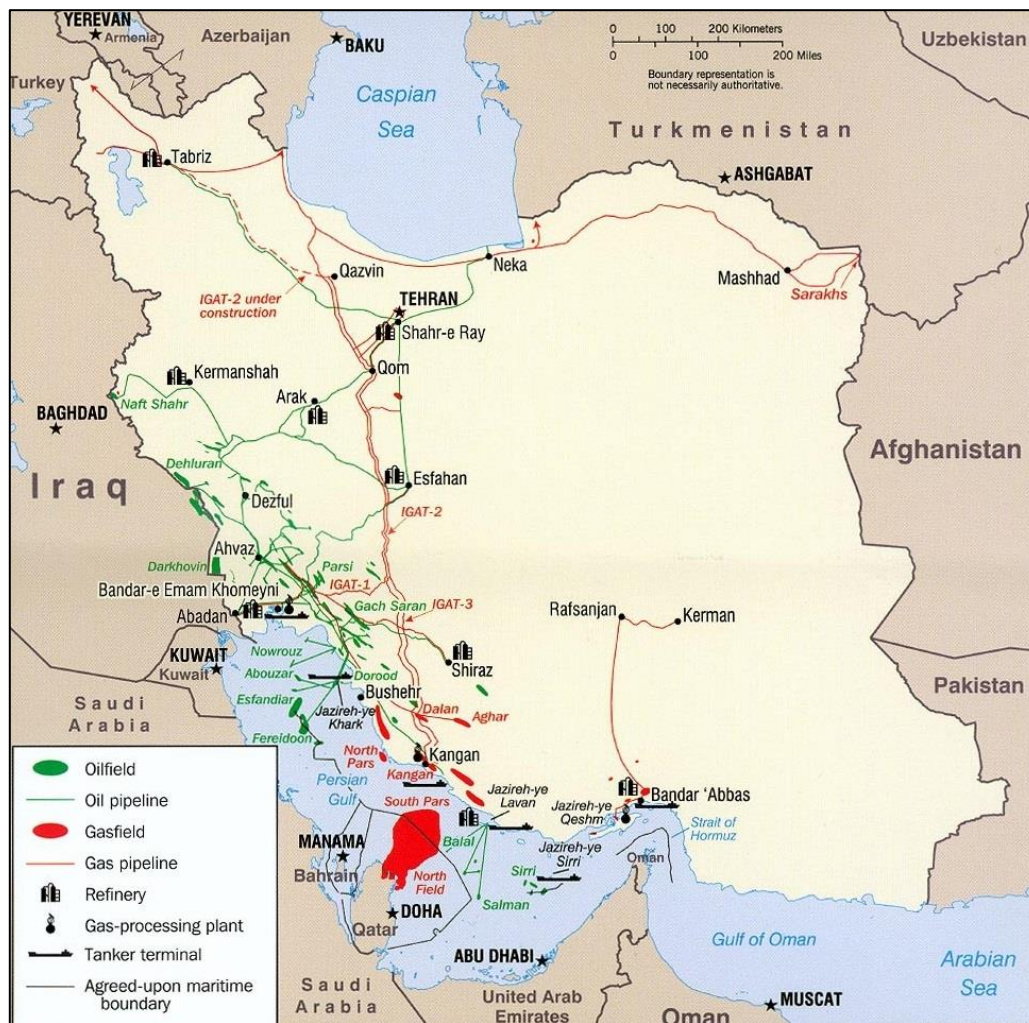 YEREVAN
Armenia
Azerbaijan
BAKU
0 100 200 Kilometers
0 100 200 Miles
Boundary representation is
not necessarily authoritative.
Uzbekistan
Turkey
Caspian
Sea
Turkmenistan
Tabriz
ASHGABAT
Neka
Mashhad
Sarakhs
Qazvin
IGAT-2 under
construction
TEHRAN
Shahr-e Ray
Qom
Kermanshah
Naft Shahr
Arak
BAGHDAD
Iraq
Afghanistan
Dehluran
Esfahan
Dezful
IGAT-2
Ahvaz
Darkhovin
Parsi
Bandar-e Emam Khomeyni
IGAT-1
Abadan
Gach Saran
IGAT-3
Rafsanjan
Kerman
KUWAIT
Kuwait
Nowrouz
Shiraz
Abouzar
Dorood
Bushehr
Pakistan
Saudi
Arabia
Esfandiar
Jazireh-ye
Khark
Dalan
Aghar
Fereidoon
North
Pars
Kangan
Kangan
Persian
Gulf
South Pars
Jazireh-ye
Lavan
Jazireh-ye
Qeshm
Bandar ‘Abbas
Strait of
Hormuz
Balal
Jazireh-ye
Sirri
Oman
MANAMA
Bahrain
North
Field
Sirri
Salman
DOHA
Qatar
Gulf of Oman
Arabian
Sea
ABU DHABI
Saudi
Arabia
United Arab
Emirates
Oman
MUSCAT
Oilfield
Oil pipeline
Gasfield
Gas pipeline
Refinery
Gas-processing plant
Tanker terminal
Agreed-upon maritime
boundary